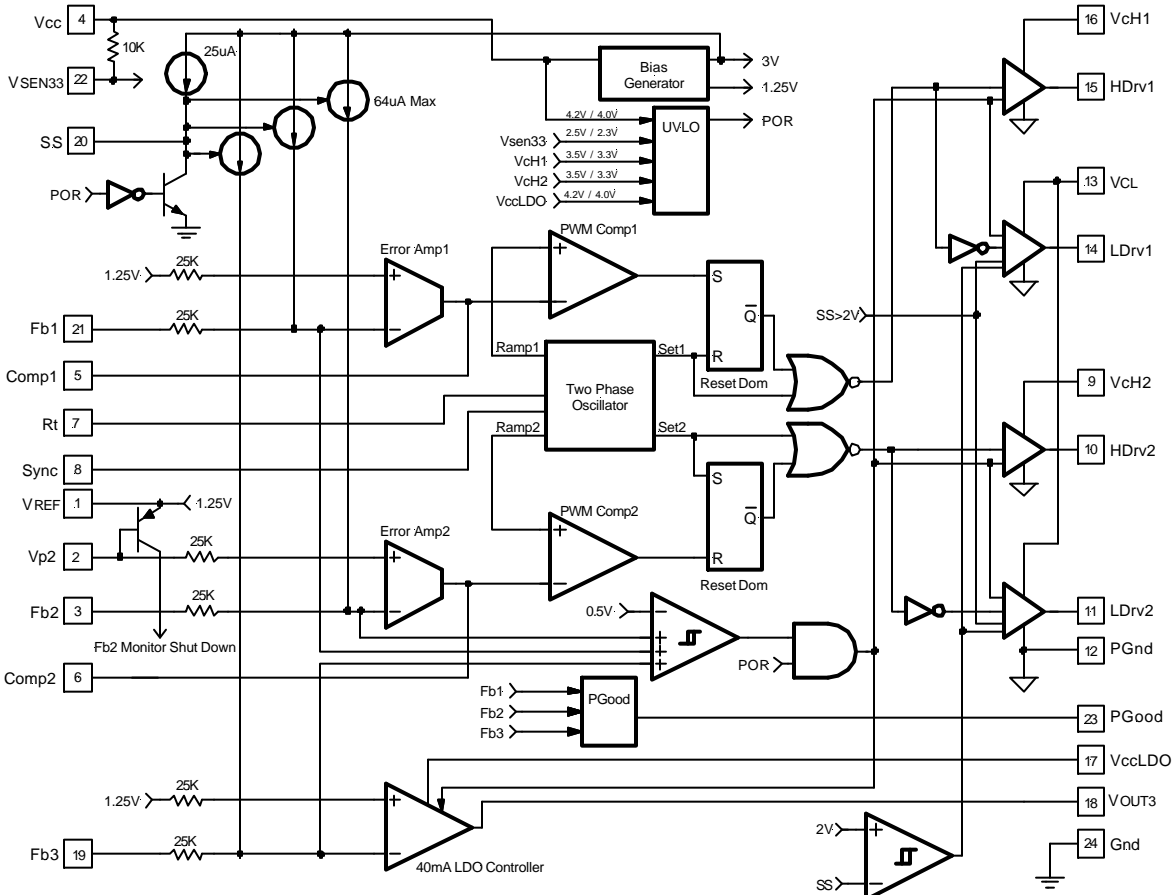 Vcc 4
10K
VSEN33 22
SS 20
POR
25uA
64uA Max
Bias
Generator
3V
1.25V
UVLO
POR
4.2V / 4.0V
Vsen33 2.5V / 2.3V
VcH1 3.5V / 3.3V
VcH2 3.5V / 3.3V
VccLDO 4.2V / 4.0V
16 VcH1
15 HDrv1
13 VCL
14 LDrv1
SS>2V
9 VcH2
10 HDrv2
11 LDrv2
12 PGnd
23 PGood
17 VccLDO
18 VOUT3
24 Gnd
1.25V 25K
Error Amp1
+
−
PWM Comp1
+
−
Fb1 21 25K
Comp1 5
Rt 7
Sync 8
Ramp1
Set1
Two Phase
Oscillator
Ramp2
Set2
S
Q
R
Reset Dom
S
Q
R
Reset Dom
VREF 1 1.25V
Vp2 2 25K
Error Amp2
+
−
PWM Comp2
+
−
Fb2 3 25K
Fb2 Monitor Shut Down
Comp2 6
0.5V
−
+
+
+
POR
Fb1
Fb2
Fb3
PGood
1.25V 25K
+
−
Fb3 19 25K
40mA LDO Controller
2V +
SS −